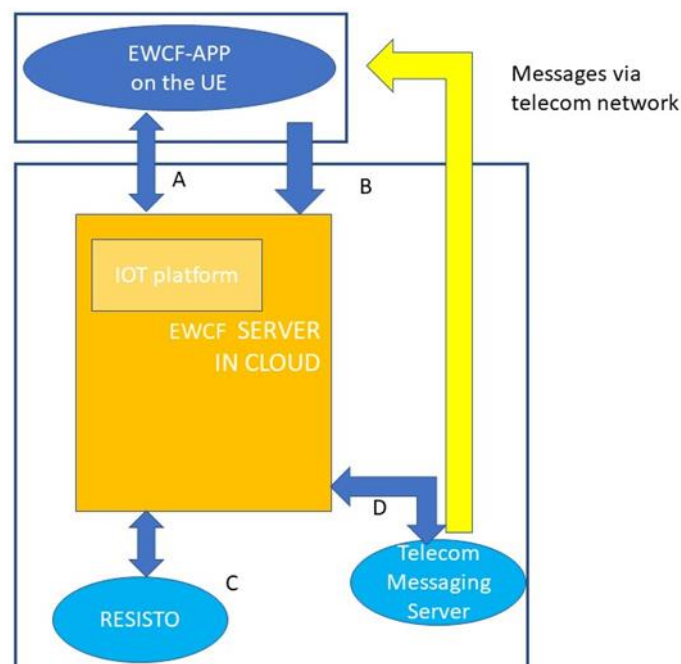 EWCF-APP
on the UE
Messages via
telecom network
A
B
IOT platform
EWCF SERVER
IN CLOUD
D
Telecom
Messaging
Server
C
RESISTO